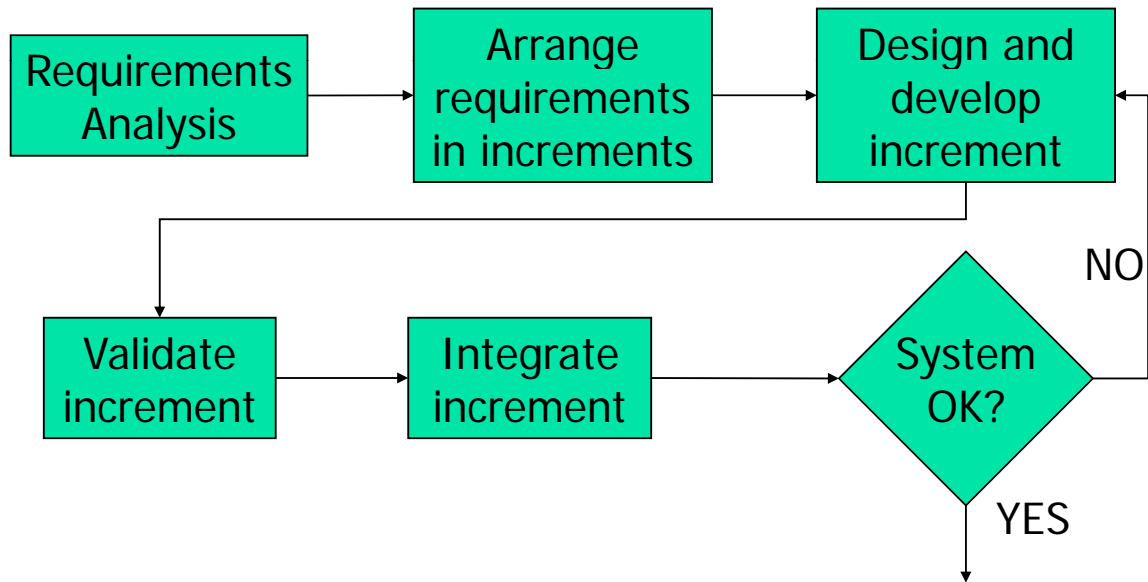 Requirements
Analysis
Arrange
requirements
in increments
Design and
develop
increment
NO
Validate
increment
Integrate
increment
System
OK?
YES